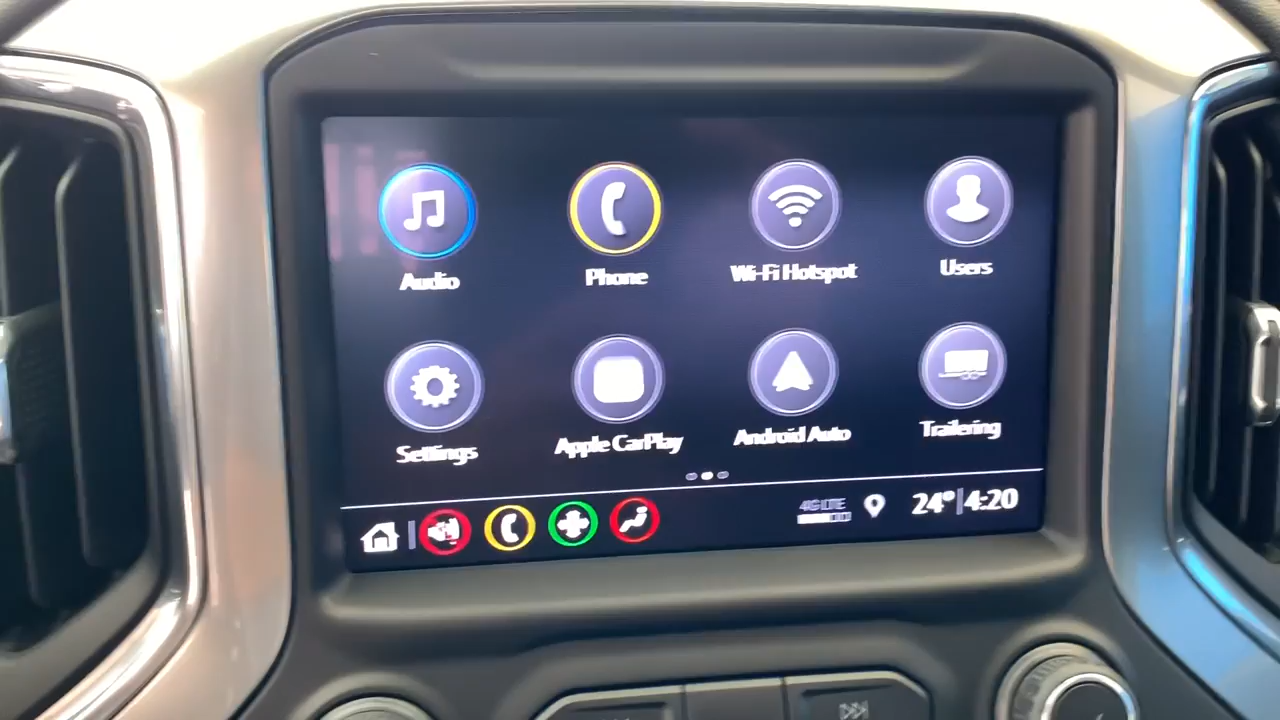 Audio
Phone
Wi-Fi Hotspot
Users
Settings
Apple CarPlay
Android Auto
Trailering
4G LTE
24° 4:20